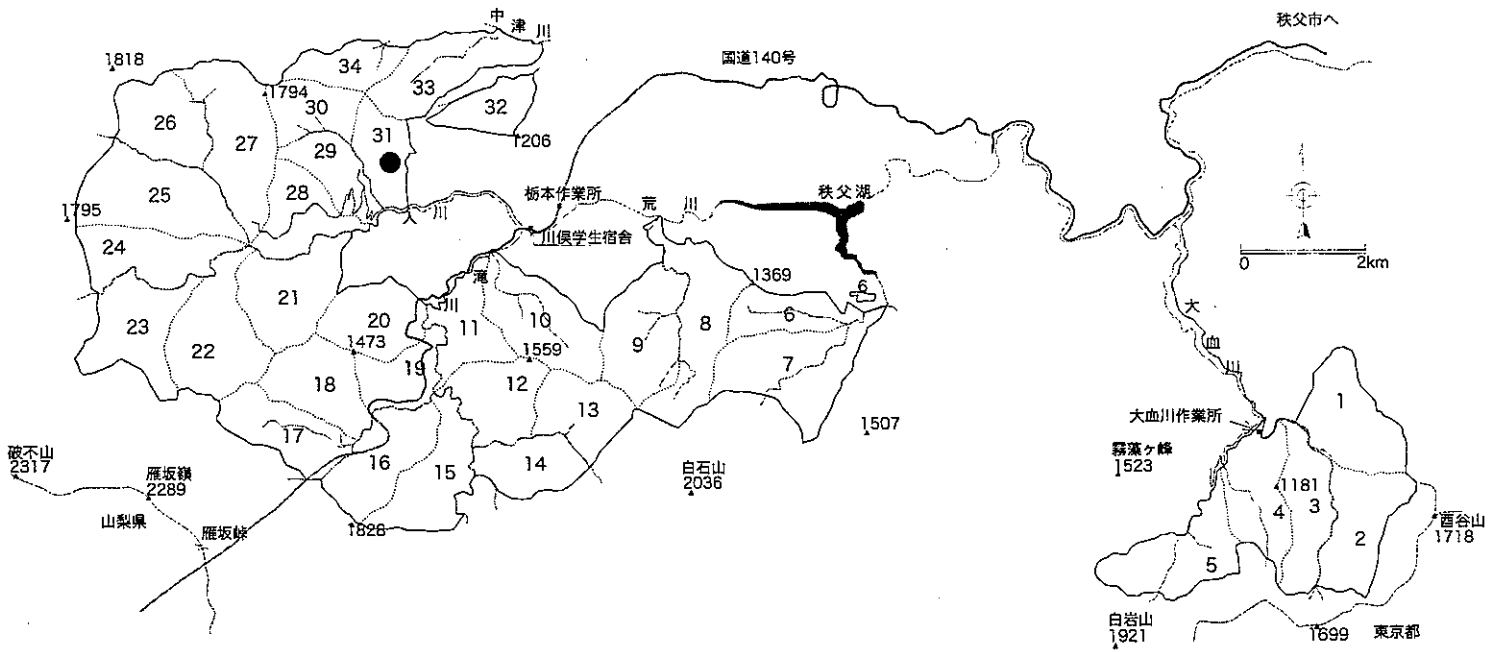 中津川
秩父市へ
国道140号
1818
34
33
1794
30
32
26
27
31
1206
29
25
28
栃本作業所
秩父湖
荒川
1795
入川
川俣学生宿舎
24
1369
滝川
6
0 2km
21
20
11
10
6
大血川
23
1473
8
22
1559
9
19
7
18
12
1
13
大血川作業所
17
1507
破不山
2317
雁坂嶺
2289
16
15
14
白石山
2036
霧藻ヶ峰
1523
1181
4
3
酉谷山
1718
山梨県
雁坂峠
1828
2
5
白岩山
1921
1699
東京都